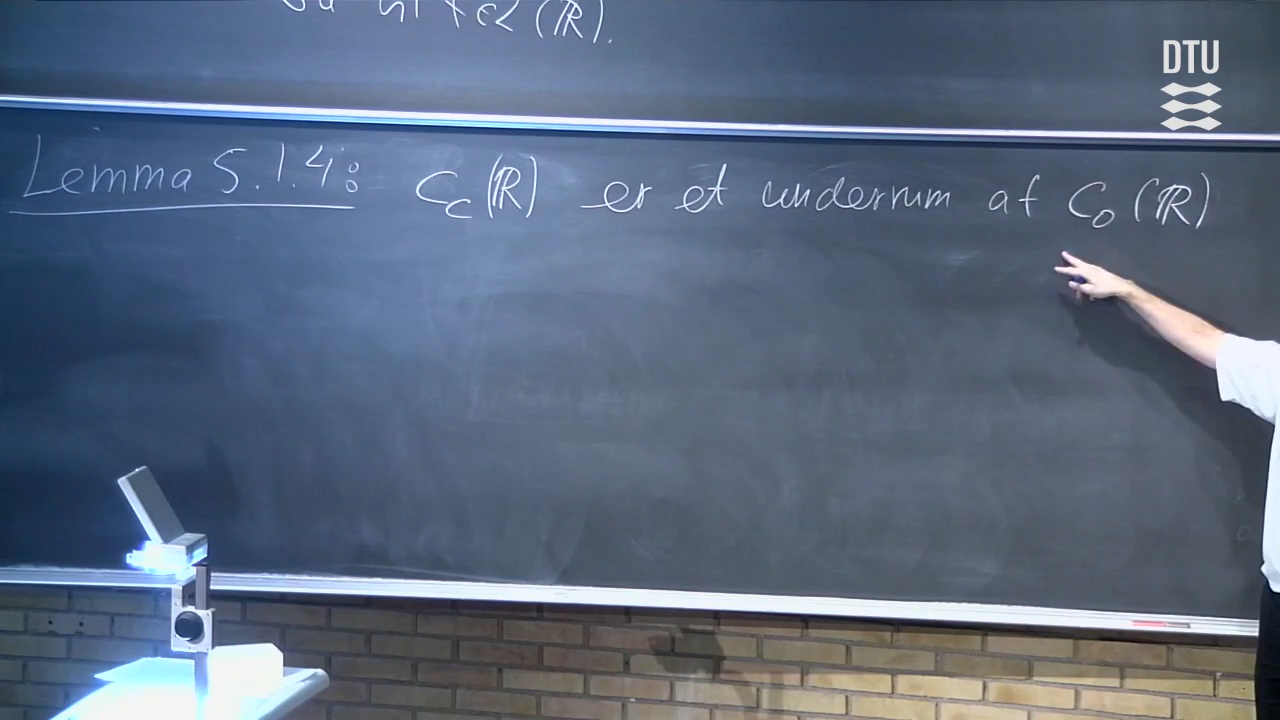 (ℝ).
DTU
Lemma 5.1.4: C_c(ℝ) er et underrum af C_0(ℝ)